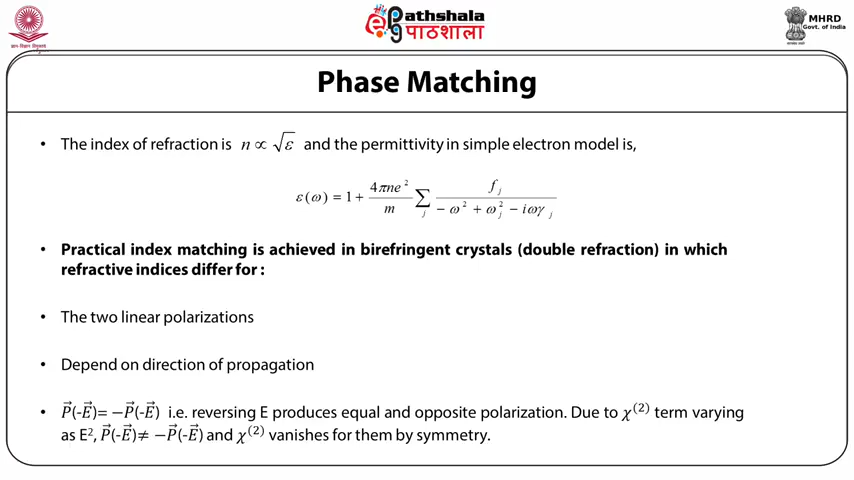 ePathshala
पाठशाला
MHRD
Govt. of India
Phase Matching
• The index of refraction is n ∝ √ε and the permittivity in simple electron model is,
ε(ω) = 1 + 4πne²/m ∑_j f_j / (− ω² + ω_j² − iωγ_j)
• Practical index matching is achieved in birefringent crystals (double refraction) in which
refractive indices differ for :
• The two linear polarizations
• Depend on direction of propagation
• P⃗(-E⃗)= −P⃗(-E⃗) i.e. reversing E produces equal and opposite polarization. Due to χ⁽²⁾ term varying
as E², P⃗(-E⃗)≠ −P⃗(-E⃗) and χ⁽²⁾ vanishes for them by symmetry.